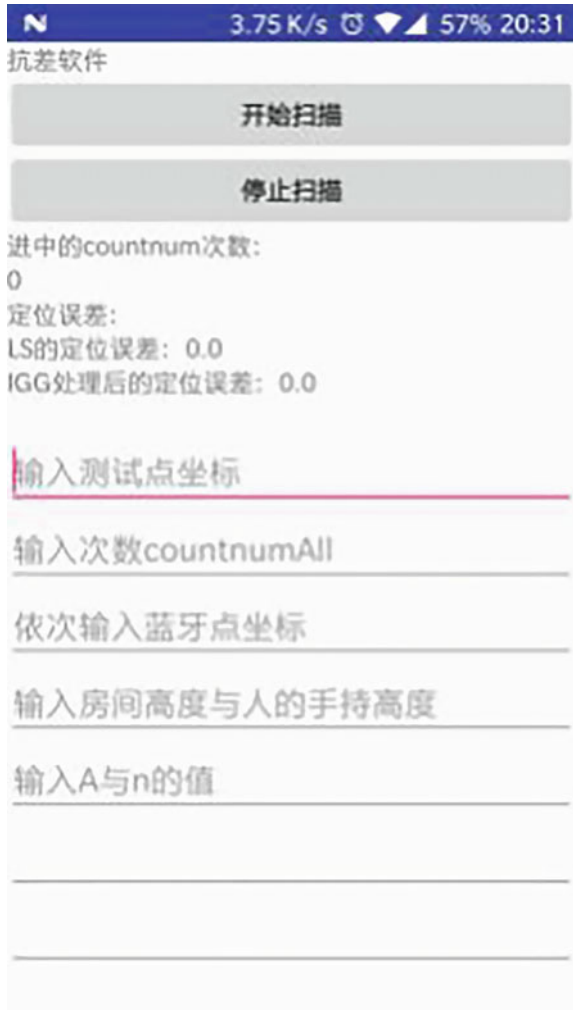 N 3.75 K/s 57% 20:31
抗差软件
开始扫描
停止扫描
进中的countnum次数:
0
定位误差:
LS的定位误差: 0.0
IGG处理后的定位误差: 0.0
输入测试点坐标
输入次数countnumAll
依次输入蓝牙点坐标
输入房间高度与人的手持高度
输入A与n的值